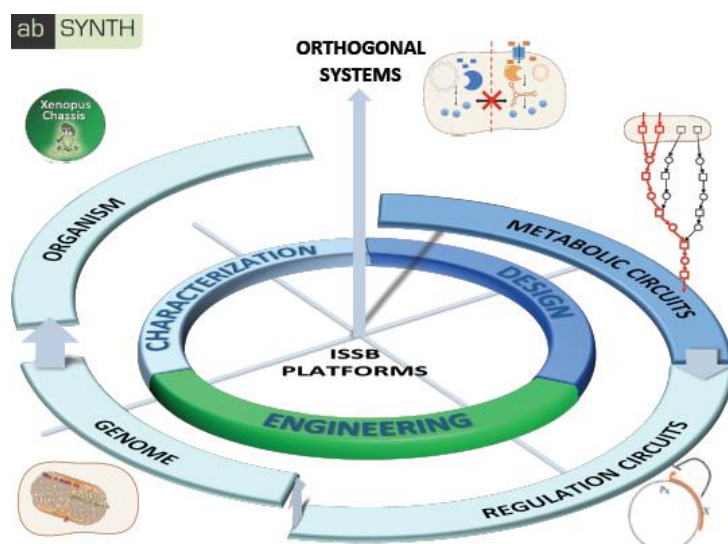 ab SYNTH
ORTHOGONAL
SYSTEMS
Xenopus
Chassis
ORGANISM
METABOLIC CIRCUITS
CHARACTERIZATION
DESIGN
ISSB
PLATFORMS
ENGINEERING
GENOME
REGULATION CIRCUITS
X